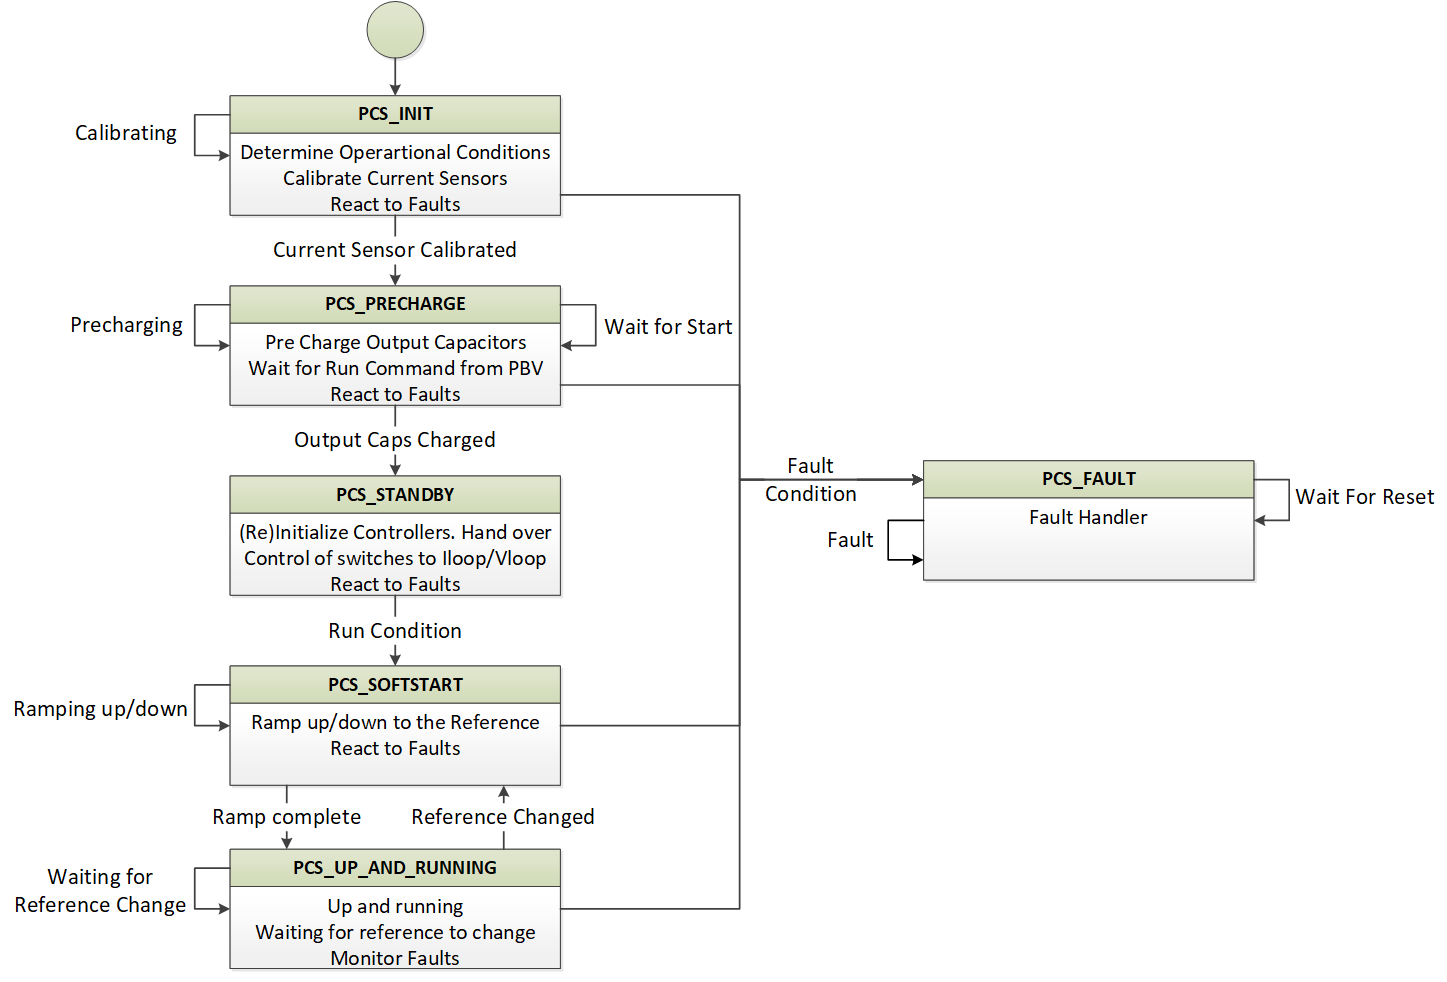 PCS_INIT
Calibrating
Determine Operartional Conditions
Calibrate Current Sensors
React to Faults
Current Sensor Calibrated
PCS_PRECHARGE
Precharging
Wait for Start
Pre Charge Output Capacitors
Wait for Run Command from PBV
React to Faults
Output Caps Charged
PCS_STANDBY
(Re)Initialize Controllers. Hand over
Control of switches to Iloop/Vloop
React to Faults
Run Condition
PCS_SOFTSTART
Ramping up/down
Ramp up/down to the Reference
React to Faults
Ramp complete
Reference Changed
PCS_UP_AND_RUNNING
Waiting for
Reference Change
Up and running
Waiting for reference to change
Monitor Faults
Fault
Condition
PCS_FAULT
Wait For Reset
Fault Handler
Fault